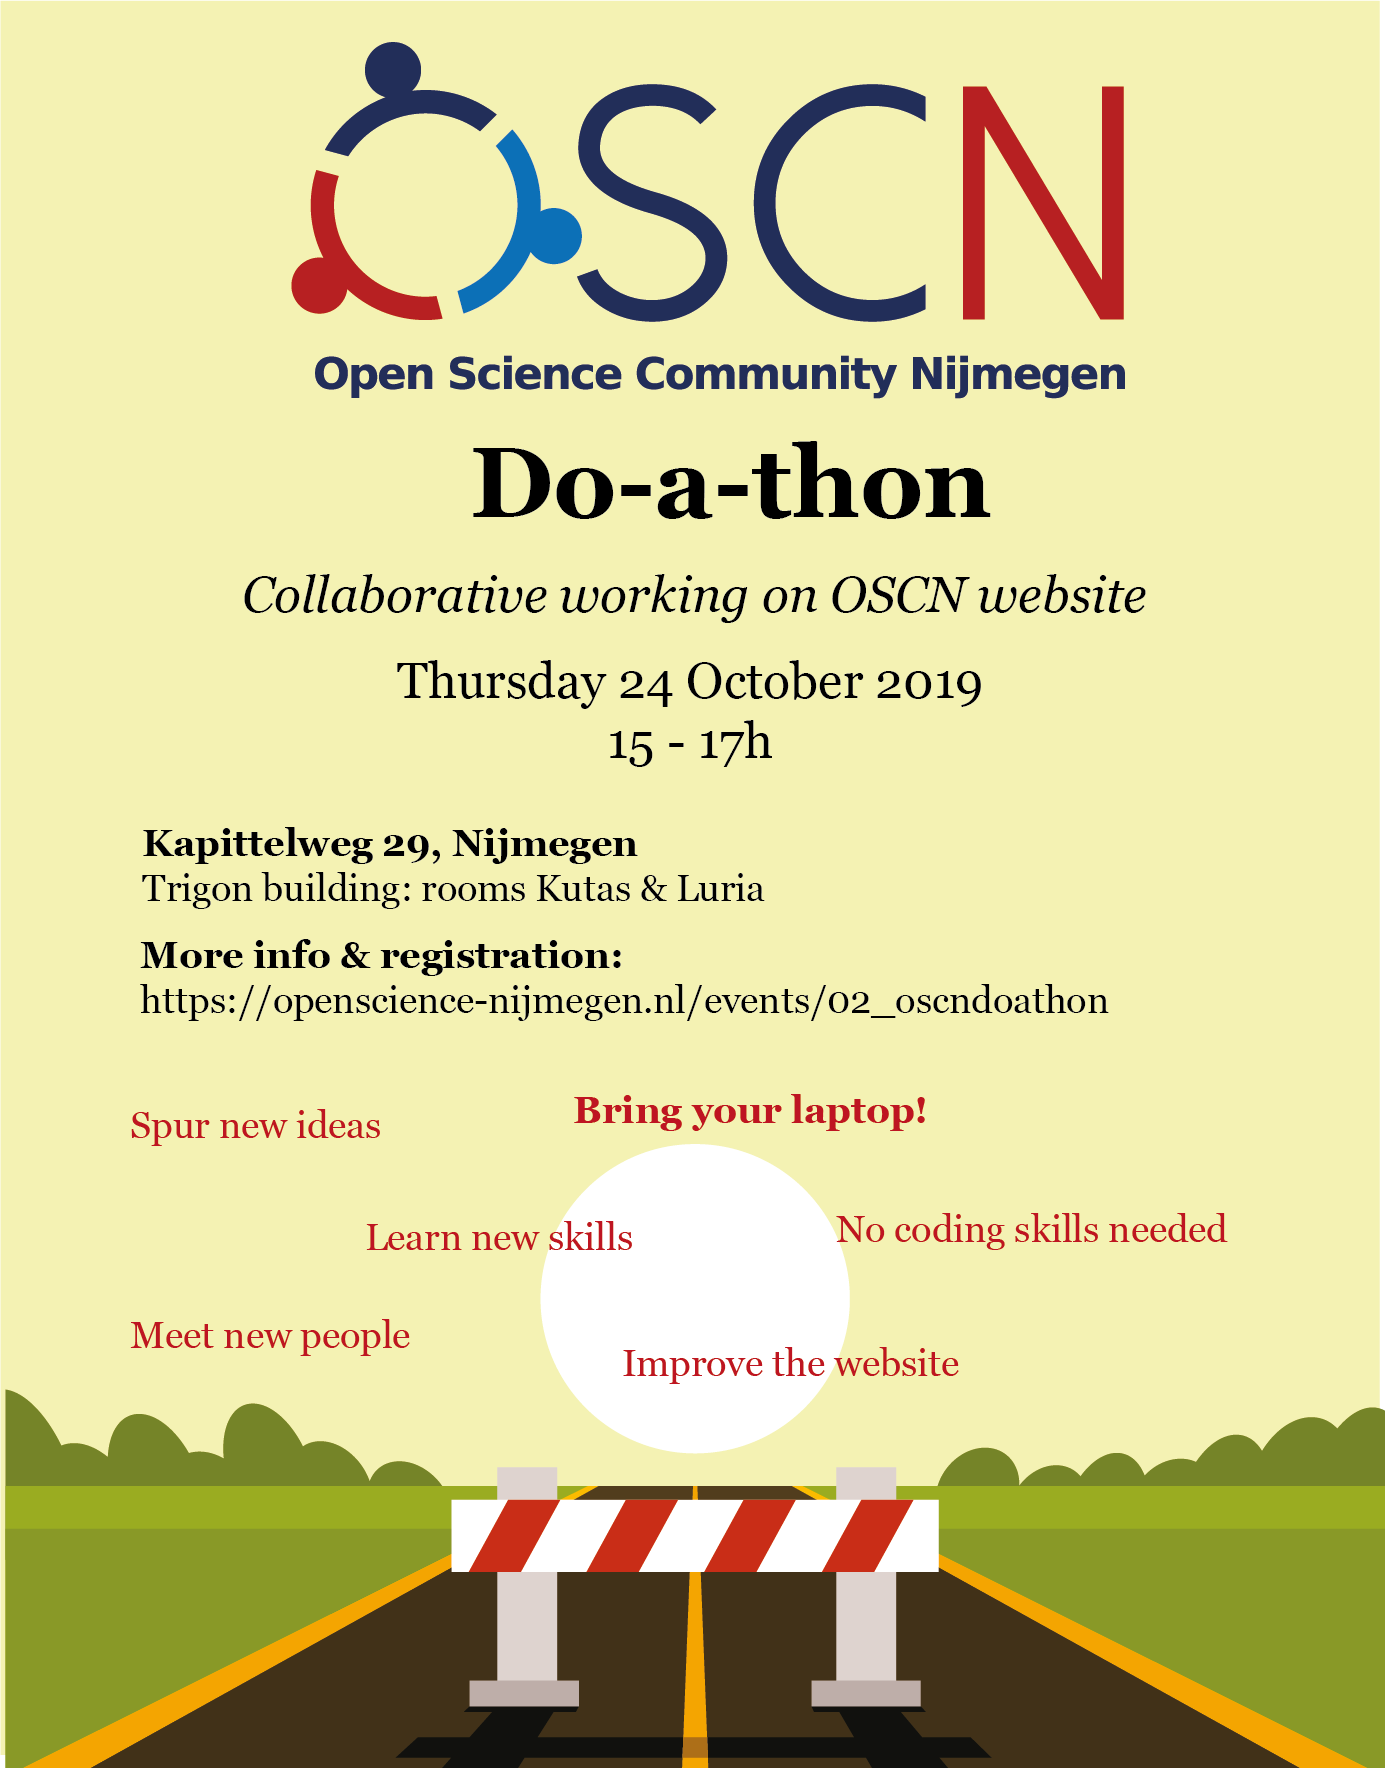 OSCN
Open Science Community Nijmegen
Do-a-thon
Collaborative working on OSCN website
Thursday 24 October 2019
15 - 17h
Kapittelweg 29, Nijmegen
Trigon building: rooms Kutas & Luria
More info & registration:
https://openscience-nijmegen.nl/events/02_oscndoathon
Bring your laptop!
Spur new ideas
No coding skills needed
Learn new skills
Meet new people
Improve the website